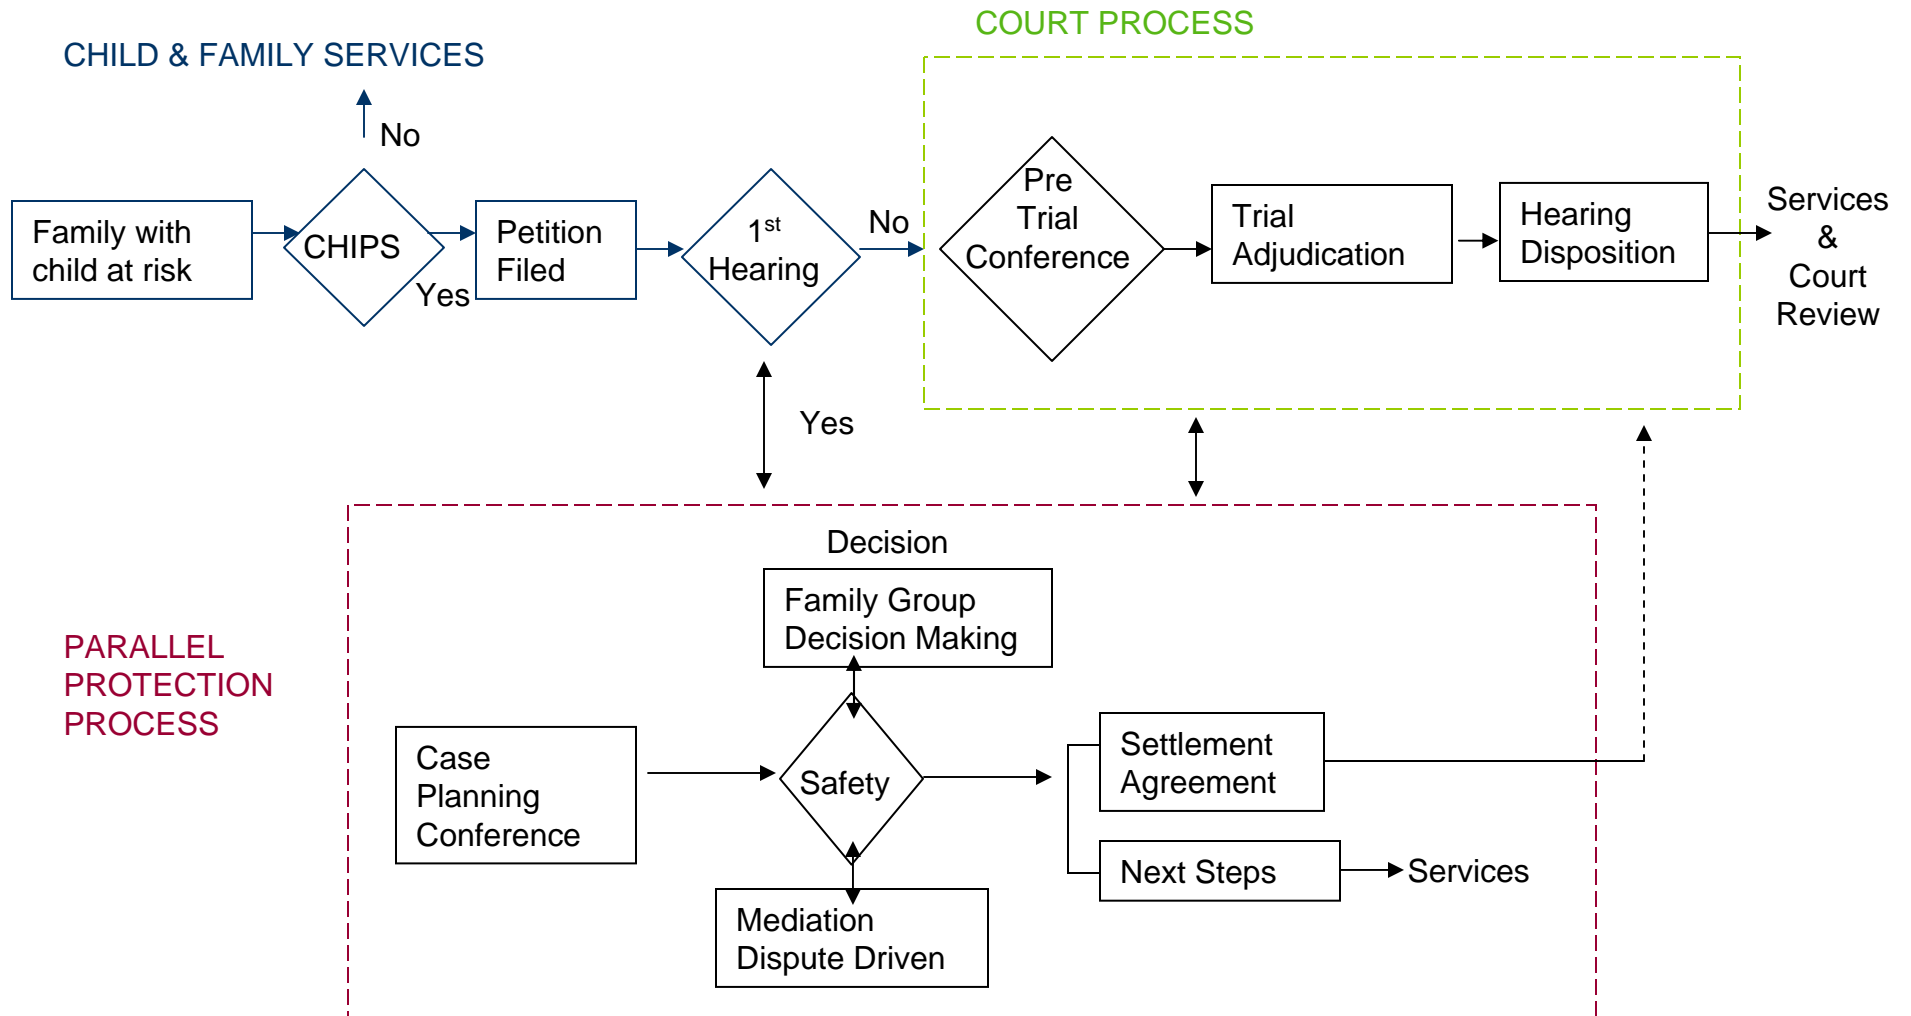 COURT PROCESS
CHILD & FAMILY SERVICES
No
Family with
child at risk
CHIPS
Yes
Petition
Filed
1st
Hearing
No
Pre
Trial
Conference
Trial
Adjudication
Hearing
Disposition
Services
&
Court
Review
Yes
Decision
Family Group
Decision Making
PARALLEL
PROTECTION
PROCESS
Case
Planning
Conference
Safety
Settlement
Agreement
Next Steps
Services
Mediation
Dispute Driven